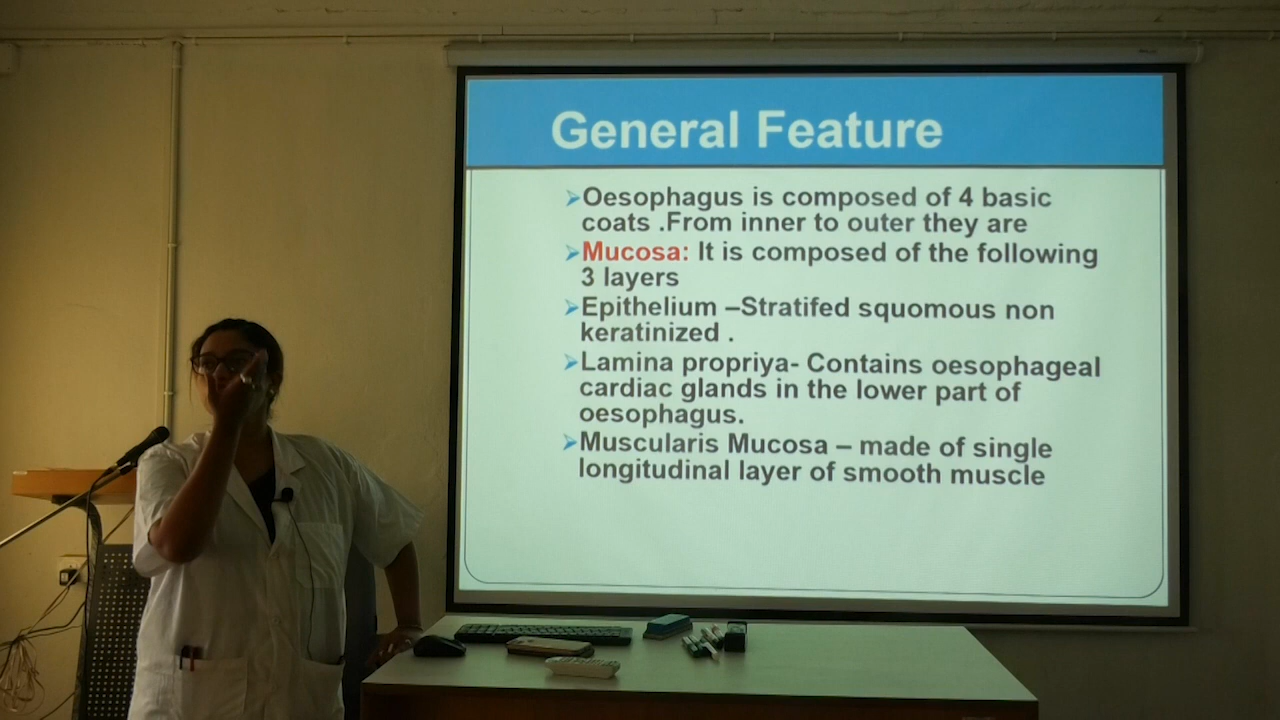 General Feature
➢Oesophagus is composed of 4 basic
coats .From inner to outer they are
➢Mucosa: It is composed of the following
3 layers
➢Epithelium –Stratifed squomous non
keratinized .
➢Lamina propriya- Contains oesophageal
cardiac glands in the lower part of
oesophagus.
➢Muscularis Mucosa – made of single
longitudinal layer of smooth muscle